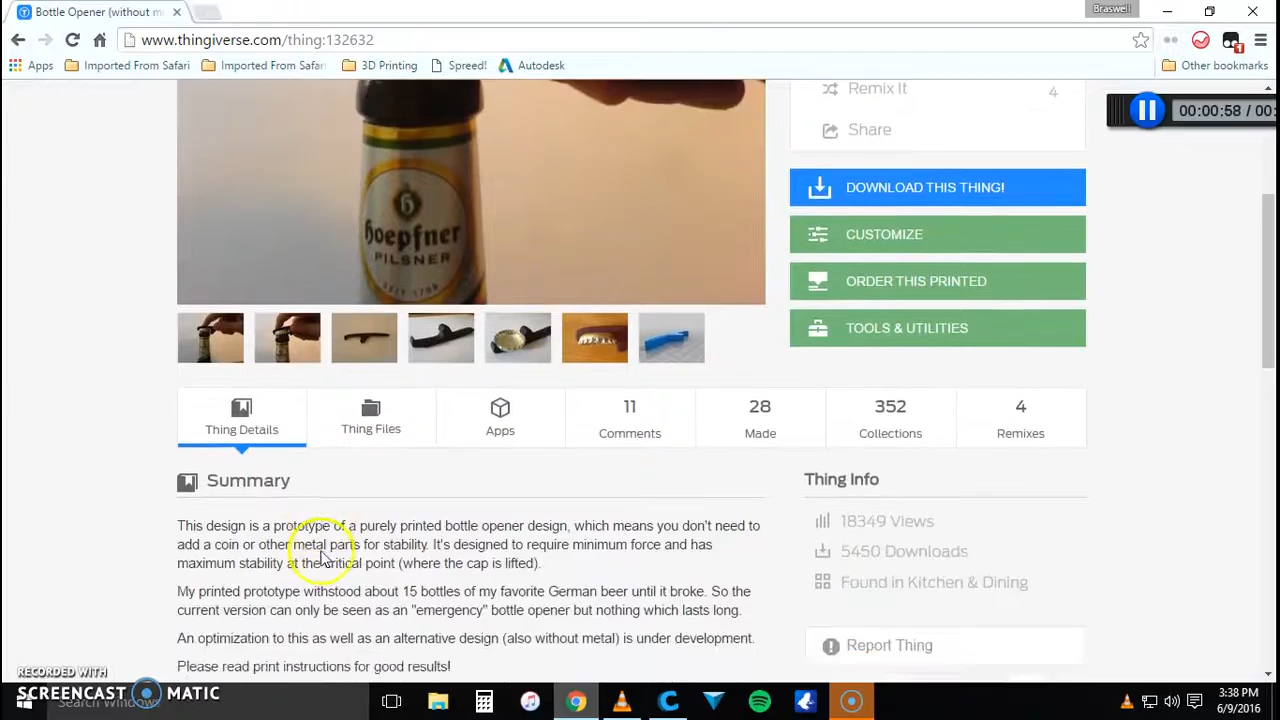 Bottle Opener (without m
Braswell
www.thingiverse.com/thing:132632
Apps
Imported From Safari
Imported From Safari
3D Printing
Spreed!
Autodesk
Other bookmarks
Remix It
4
00:00:58 / 00:
Share
hoepfner
PILSNER
SEIT 1798
DOWNLOAD THIS THING!
CUSTOMIZE
ORDER THIS PRINTED
TOOLS & UTILITIES
Thing Details
Thing Files
Apps
11
Comments
28
Made
352
Collections
4
Remixes
Summary
This design is a prototype of a purely printed bottle opener design, which means you don't need to
add a coin or other metal parts for stability. It's designed to require minimum force and has
maximum stability at the critical point (where the cap is lifted).
My printed prototype withstood about 15 bottles of my favorite German beer until it broke. So the
current version can only be seen as an "emergency" bottle opener but nothing which lasts long.
An optimization to this as well as an alternative design (also without metal) is under development.
Please read print instructions for good results!
Thing Info
18349 Views
5450 Downloads
Found in Kitchen & Dining
Report Thing
RECORDED WITH
SCREENCAST MATIC
Search Windows
3:38 PM
6/9/2016